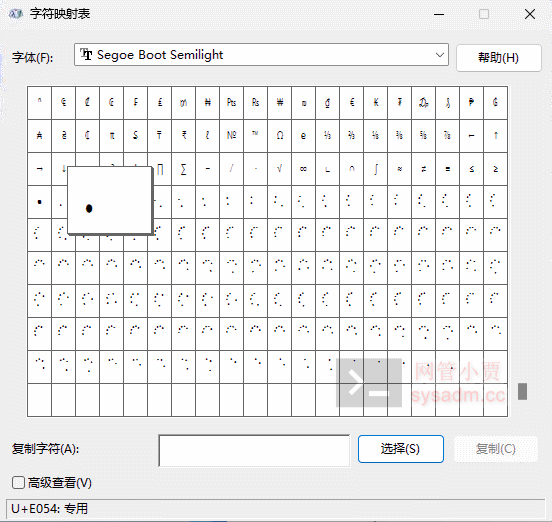 字符映射表
字体(F):
Segoe Boot Semilight
帮助(H)
ⁿ ₠ ₡ ₢ ₣ ₤ ₥ ₦ ₧ ₨ ₩ ₫ € ₭ ₮ ₯ ₰ ₱ ₲
₳ ₴ ₵ ₸ ₹ ℓ № ™ Ω ℮ ⅓ ⅔ ⅛ ⅜ ⅝ ⅞ ← ↑
→ ↓ ∏ ∑ − ∕ ∙ √ ∞ ∟ ∩ ∫ ≈ ≠ ≡ ≤ ≥
网管小贾
sysadm.cc
复制字符(A):
选择(S)
复制(C)
高级查看(V)
U+E054: 专用